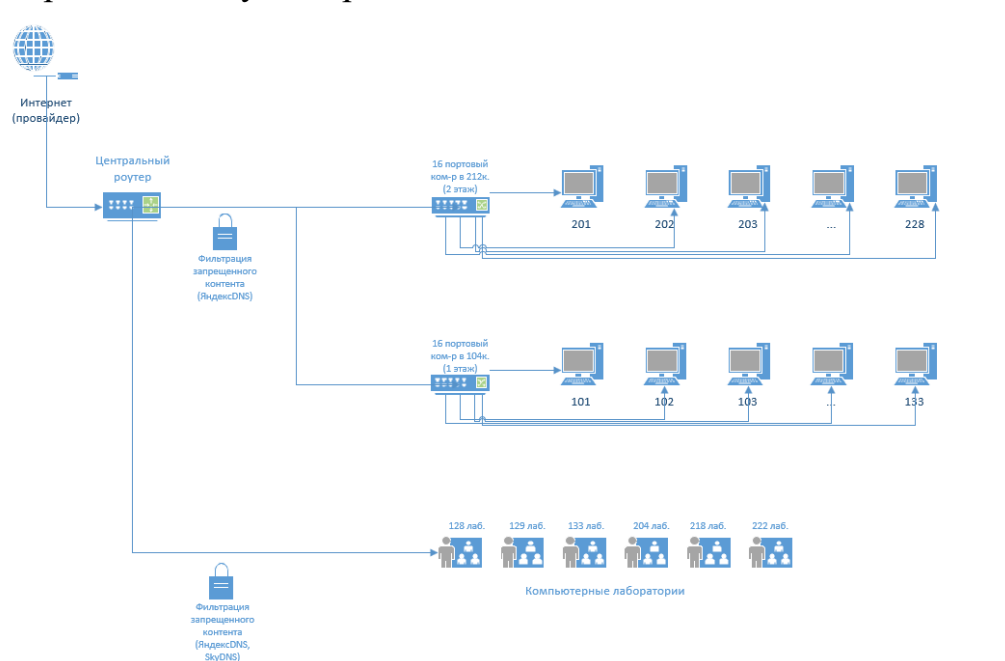 Интернет
(провайдер)
Центральный
роутер
Фильтрация
запрещенного
контента
(ЯндексDNS)
16 портовый
ком-р в 212к.
(2 этаж)
201
202
203
...
228
16 портовый
ком-р в 104к.
(1 этаж)
101
102
103
...
133
128 лаб.
129 лаб.
133 лаб.
204 лаб.
218 лаб.
222 лаб.
Компьютерные лаборатории
Фильтрация
запрещенного
контента
(ЯндексDNS,
SkyDNS)